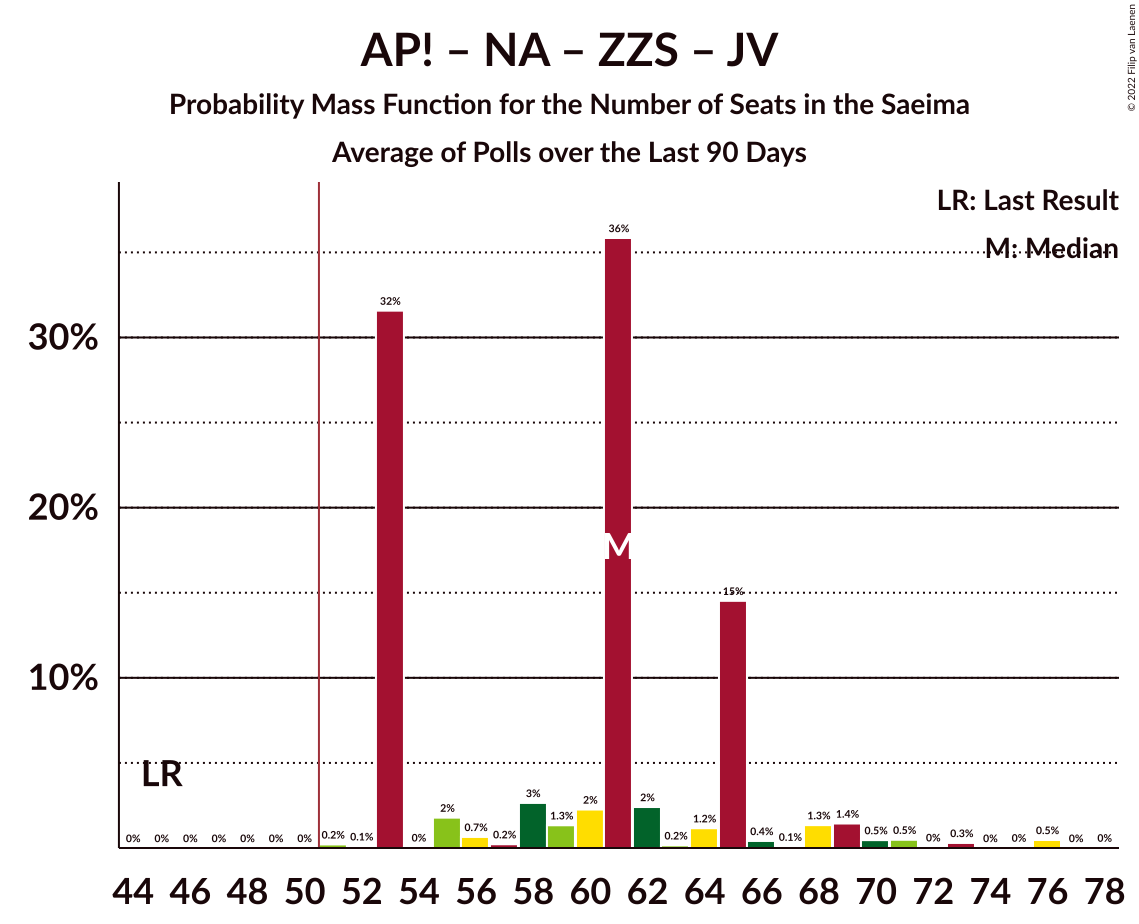 AP! – NA – ZZS – JV
Probability Mass Function for the Number of Seats in the Saeima
Average of Polls over the Last 90 Days
© 2022 Filip van Laenen
LR: Last Result
M: Median
30%
20%
10%
LR
M
0% 0% 0% 0% 0% 0% 0% 0.2% 0.1% 32% 0% 2% 0.7% 0.2% 3% 1.3% 2% 36% 2% 0.2% 1.2% 15% 0.4% 0.1% 1.3% 1.4% 0.5% 0.5% 0% 0.3% 0% 0% 0.5% 0% 0%
44 46 48 50 52 54 56 58 60 62 64 66 68 70 72 74 76 78